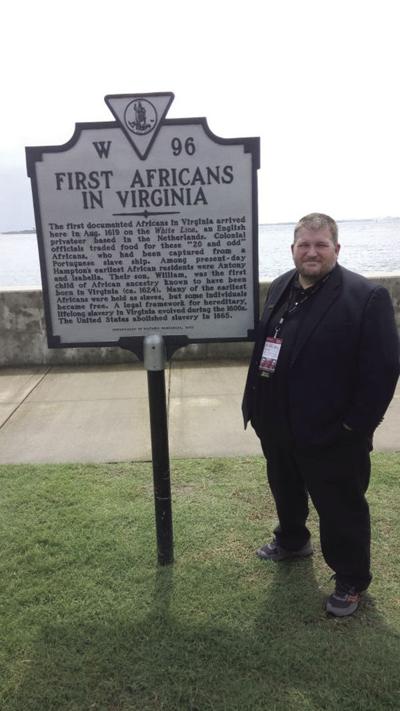 W 96
FIRST AFRICANS
IN VIRGINIA
The first documented Africans in Virginia arrived
here in Aug. 1619 on the White Lion, an English
privateer based in the Netherlands. Colonial
officials traded food for these "20 and odd"
Africans, who had been captured from a
Portuguese slave ship. Among present-day
Hampton's earliest African residents were Antony
and Isabella. Their son, William, was the first
child of African ancestry known to have been
born in Virginia (ca. 1624). Many of the earliest
Africans were held as slaves, but some individuals
became free. A legal framework for hereditary,
lifelong slavery in Virginia evolved during the 1600s.
The United States abolished slavery in 1865.
DEPARTMENT OF HISTORIC RESOURCES, 2015